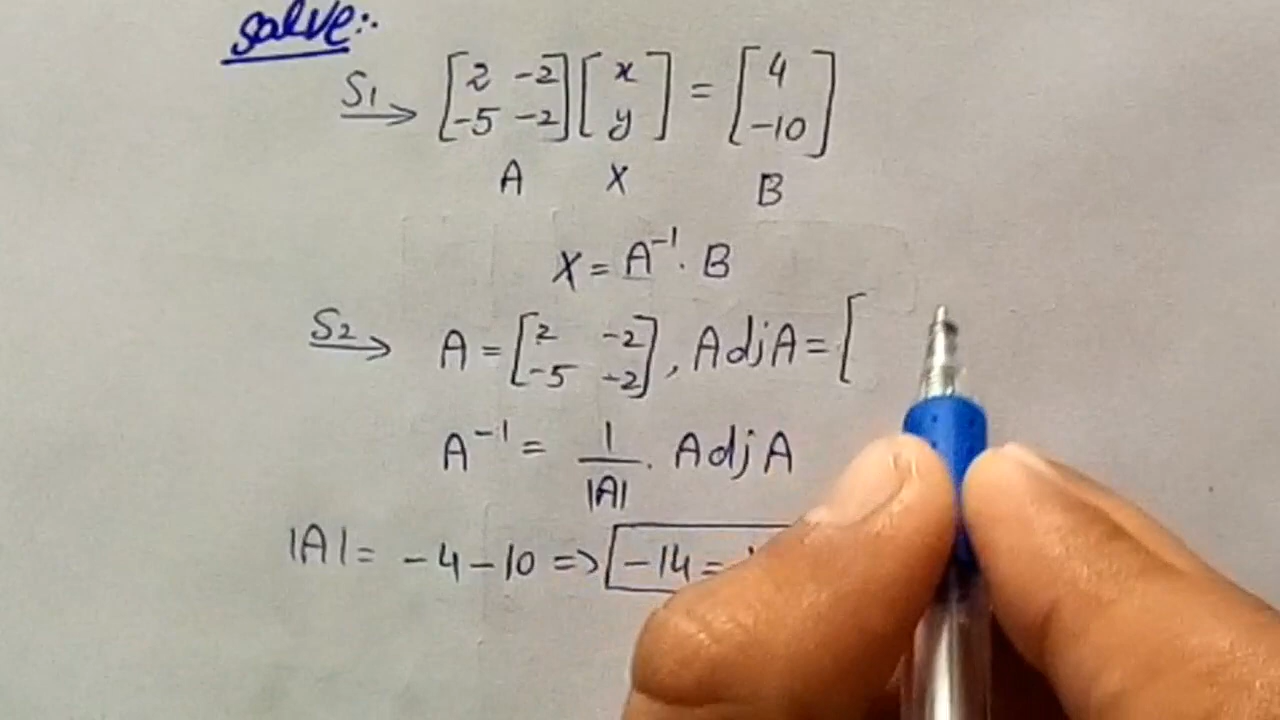 Solve:-
S1 → [2 -2 -5 -2] [x y] = [4 -10]
A X B
X = A⁻¹ · B
S2 → A = [2 -2 -5 -2], AdjA = [
A⁻¹ = 1/|A| · AdjA
|A| = -4-10 => -14 =